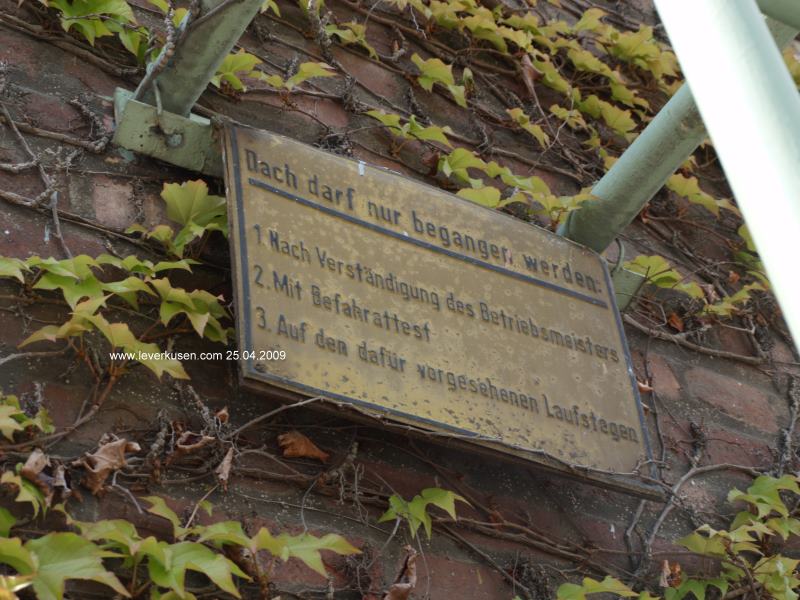 Dach darf nur begangen werden:
1. Nach Verständigung des Betriebsmeisters
2. Mit Befahrattest
3. Auf den dafür vorgesehenen Laufstegen
www.leverkusen.com 25.04.2009